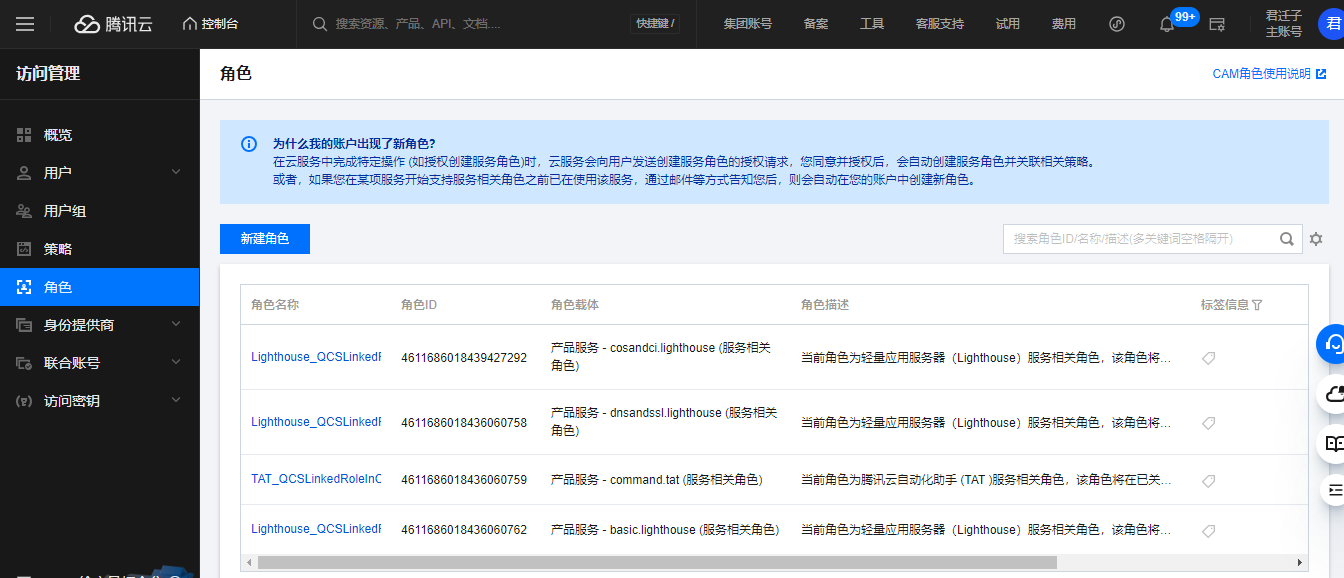 腾讯云
控制台
搜索资源、产品、API、文档....
快捷键 /
集团账号
备案
工具
客服支持
试用
费用
99+
君迁子
主账号
君
访问管理
概览
用户
用户组
策略
角色
身份提供商
联合账号
访问密钥
角色
CAM角色使用说明
为什么我的账户出现了新角色?
在云服务中完成特定操作 (如授权创建服务角色)时，云服务会向用户发送创建服务角色的授权请求，您同意并授权后，会自动创建服务角色并关联相关策略。
或者，如果您在某项服务开始支持服务相关角色之前已在使用该服务，通过邮件等方式告知您后，则会自动在您的账户中创建新角色。
新建角色
搜索角色ID/名称/描述(多关键词空格隔开)
角色名称 角色ID 角色载体 角色描述 标签信息
Lighthouse_QCSLinkedF 4611686018439427292 产品服务 - cosandci.lighthouse (服务相关
角色) 当前角色为轻量应用服务器（Lighthouse）服务相关角色，该角色将…
Lighthouse_QCSLinkedF 4611686018436060758 产品服务 - dnsandssl.lighthouse (服务相关
角色) 当前角色为轻量应用服务器（Lighthouse）服务相关角色，该角色将…
TAT_QCSLinkedRoleInC 4611686018436060759 产品服务 - command.tat (服务相关角色) 当前角色为腾讯云自动化助手 (TAT )服务相关角色，该角色将在已关…
Lighthouse_QCSLinkedF 4611686018436060762 产品服务 - basic.lighthouse (服务相关角色) 当前角色为轻量应用服务器（Lighthouse）服务相关角色，该角色将…